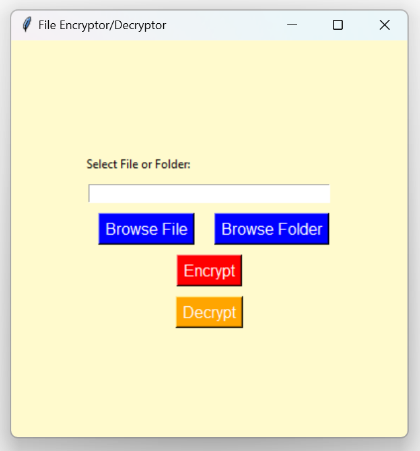 File Encryptor/Decryptor
Select File or Folder:
Browse File Browse Folder
Encrypt
Decrypt